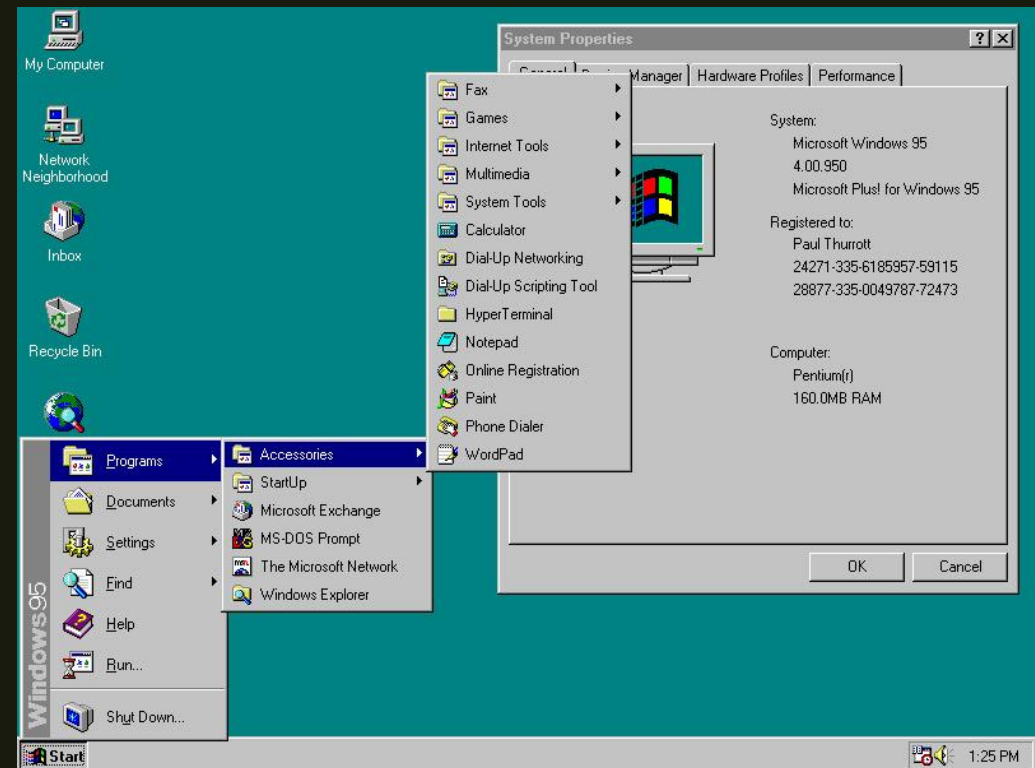 My Computer
Network
Neighborhood
Inbox
Recycle Bin
System Properties
Manager
Hardware Profiles
Performance
System:
Microsoft Windows 95
4.00.950
Microsoft Plus! for Windows 95
Registered to:
Paul Thurrott
24271-335-6185957-59115
28877-335-0049787-72473
Computer:
Pentium(r)
160.0MB RAM
OK
Cancel
Fax
Games
Internet Tools
Multimedia
System Tools
Calculator
Dial-Up Networking
Dial-Up Scripting Tool
HyperTerminal
Notepad
Online Registration
Paint
Phone Dialer
WordPad
Accessories
StartUp
Microsoft Exchange
MS-DOS Prompt
The Microsoft Network
Windows Explorer
Programs
Documents
Settings
Find
Help
Run...
Shut Down...
Windows95
Start
1:25 PM